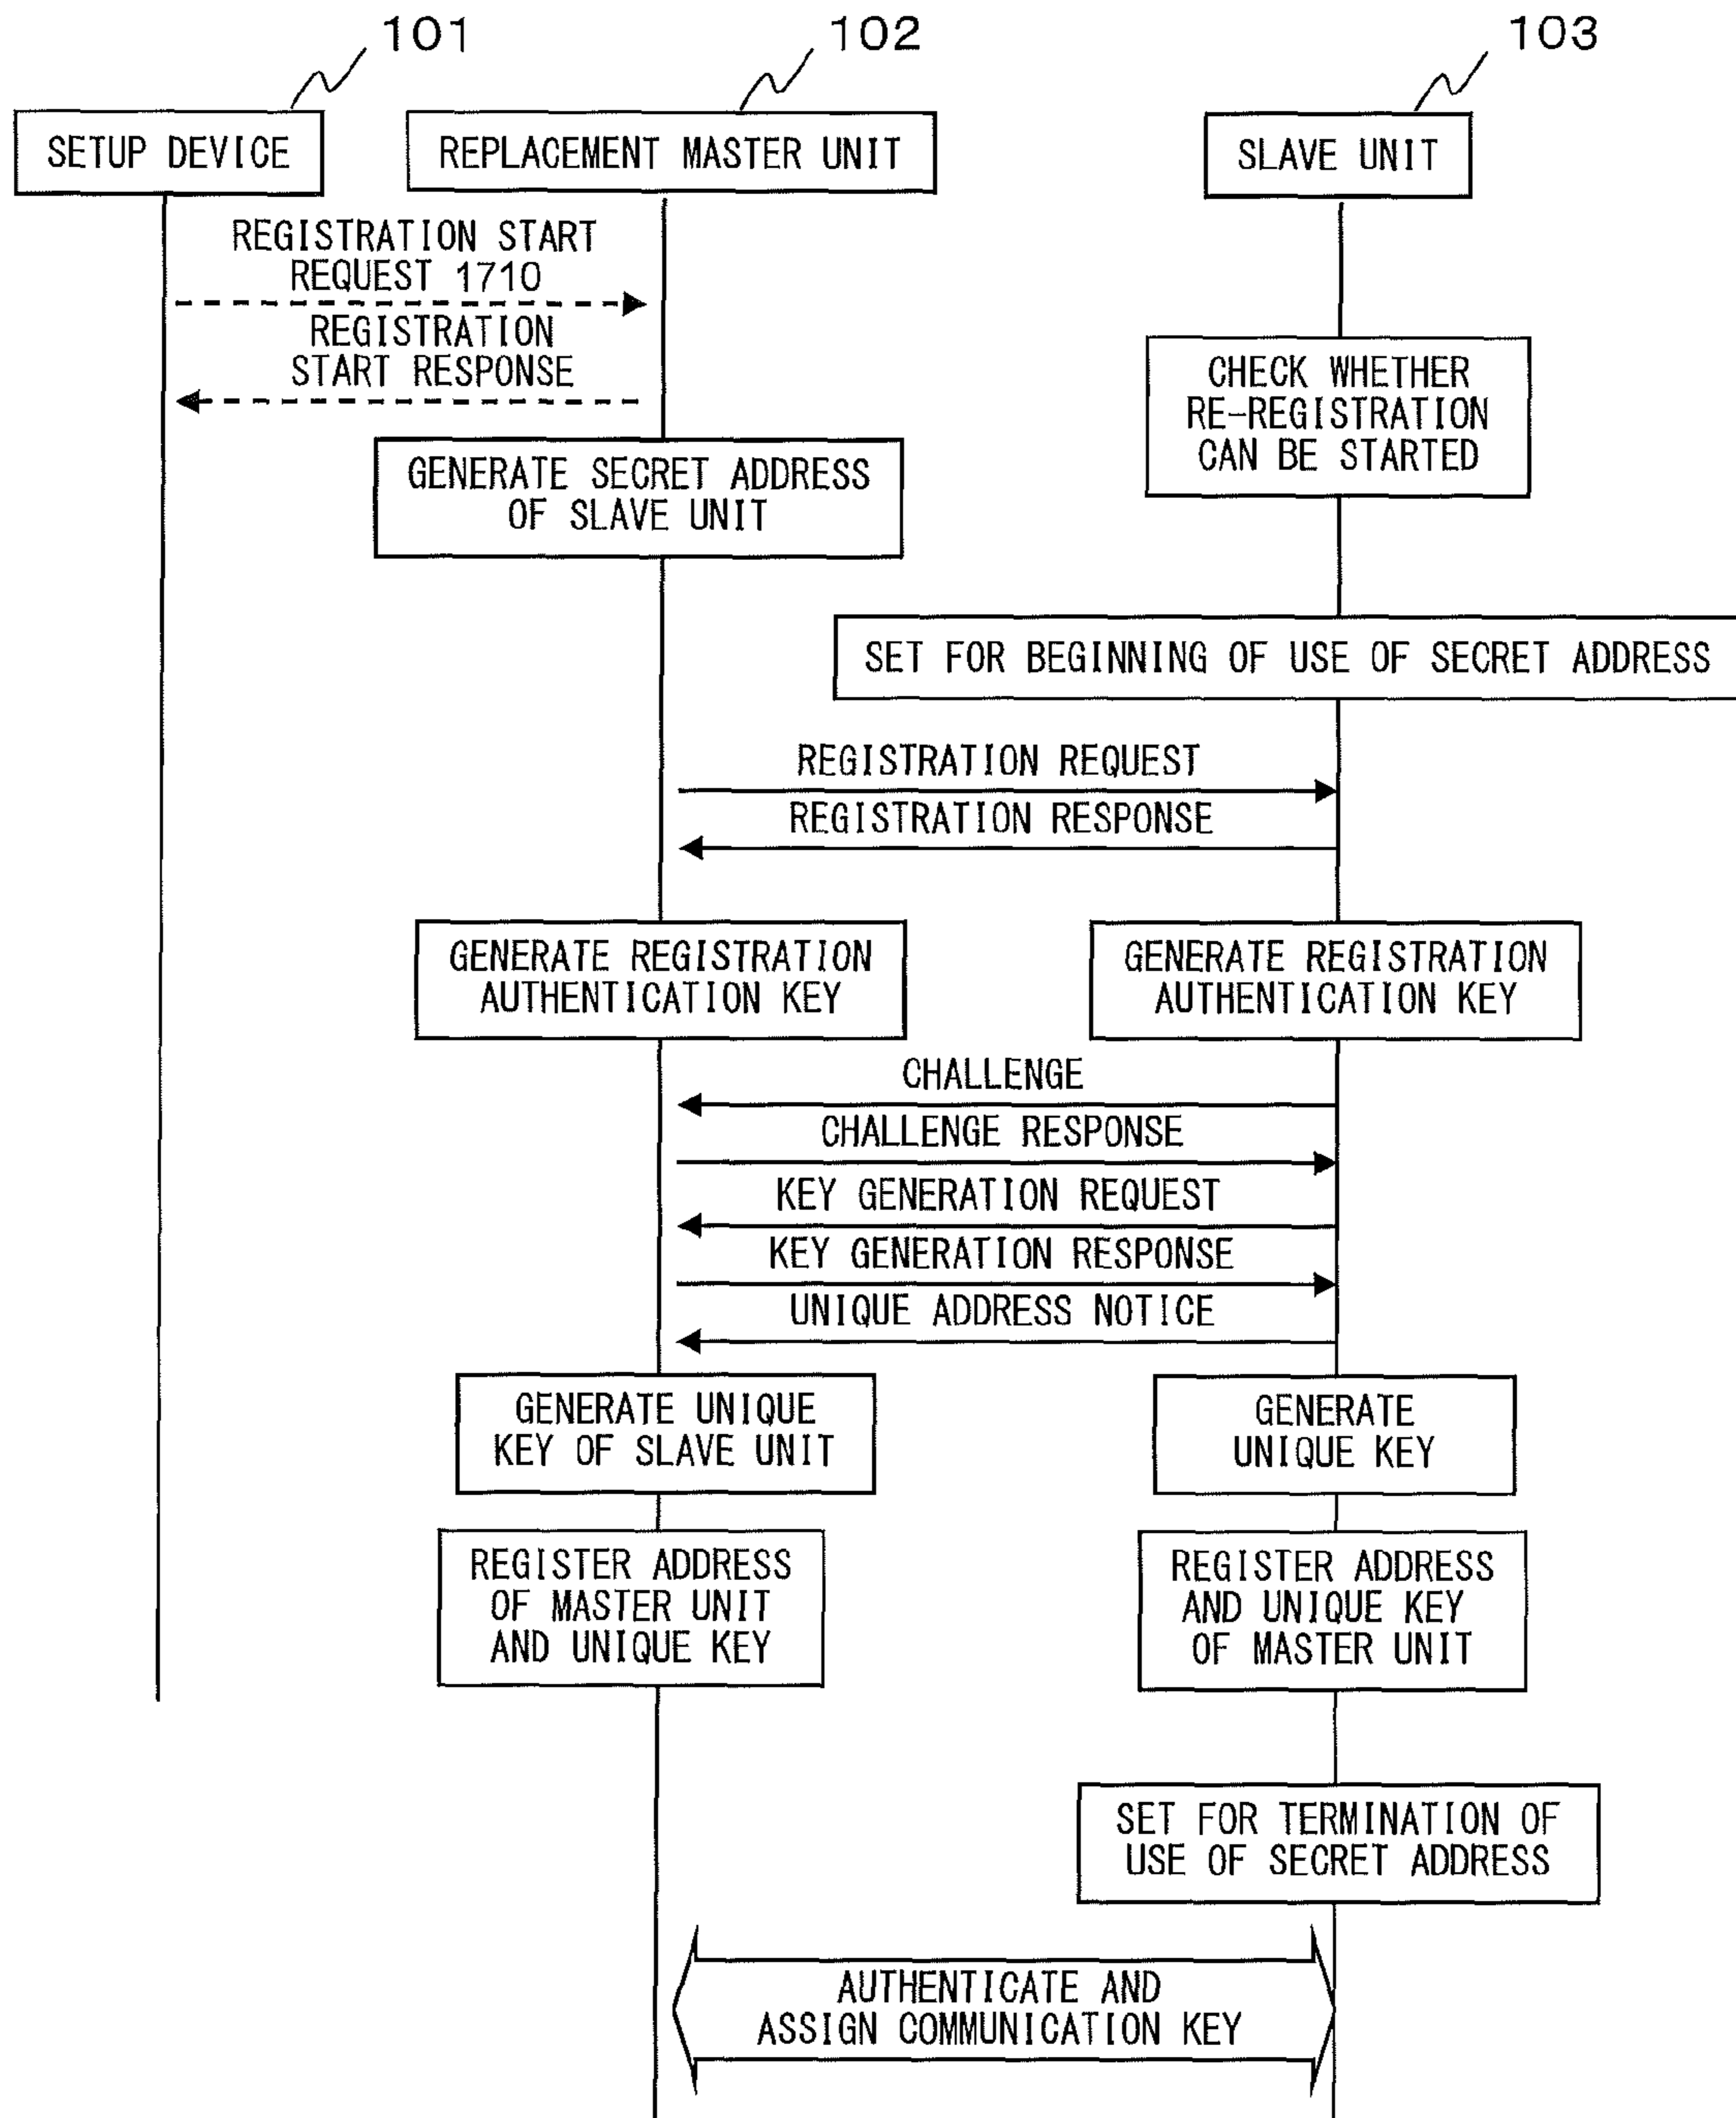 101
102
103
SETUP DEVICE
REPLACEMENT MASTER UNIT
SLAVE UNIT
REGISTRATION START
REQUEST 1710
REGISTRATION
START RESPONSE
CHECK WHETHER
RE-REGISTRATION
CAN BE STARTED
GENERATE SECRET ADDRESS
OF SLAVE UNIT
SET FOR BEGINNING OF USE OF SECRET ADDRESS
REGISTRATION REQUEST
REGISTRATION RESPONSE
GENERATE REGISTRATION
AUTHENTICATION KEY
GENERATE REGISTRATION
AUTHENTICATION KEY
CHALLENGE
CHALLENGE RESPONSE
KEY GENERATION REQUEST
KEY GENERATION RESPONSE
UNIQUE ADDRESS NOTICE
GENERATE UNIQUE
KEY OF SLAVE UNIT
GENERATE
UNIQUE KEY
REGISTER ADDRESS
OF MASTER UNIT
AND UNIQUE KEY
REGISTER ADDRESS
AND UNIQUE KEY
OF MASTER UNIT
SET FOR TERMINATION OF
USE OF SECRET ADDRESS
AUTHENTICATE AND
ASSIGN COMMUNICATION KEY